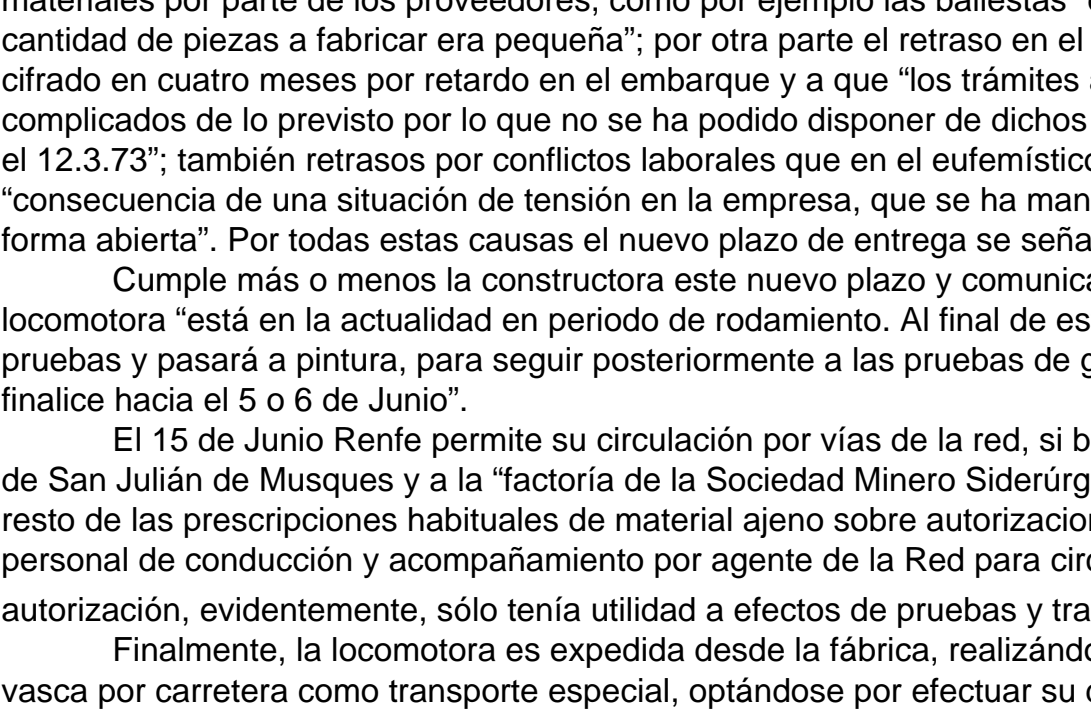 materiales por parte de los proveedores, como por ejemplo las ballestas
cantidad de piezas a fabricar era pequeña”; por otra parte el retraso en el
cifrado en cuatro meses por retardo en el embarque y a que “los trámites
complicados de lo previsto por lo que no se ha podido disponer de dichos
el 12.3.73”; también retrasos por conflictos laborales que en el eufemístico
“consecuencia de una situación de tensión en la empresa, que se ha man
forma abierta”. Por todas estas causas el nuevo plazo de entrega se seña
Cumple más o menos la constructora este nuevo plazo y comunica
locomotora “está en la actualidad en periodo de rodamiento. Al final de es
pruebas y pasará a pintura, para seguir posteriormente a las pruebas de g
finalice hacia el 5 o 6 de Junio”.
El 15 de Junio Renfe permite su circulación por vías de la red, si b
de San Julián de Musques y a la “factoría de la Sociedad Minero Siderúrg
resto de las prescripciones habituales de material ajeno sobre autorizacion
personal de conducción y acompañamiento por agente de la Red para circ
autorización, evidentemente, sólo tenía utilidad a efectos de pruebas y tra
Finalmente, la locomotora es expedida desde la fábrica, realizándo
vasca por carretera como transporte especial, optándose por efectuar su